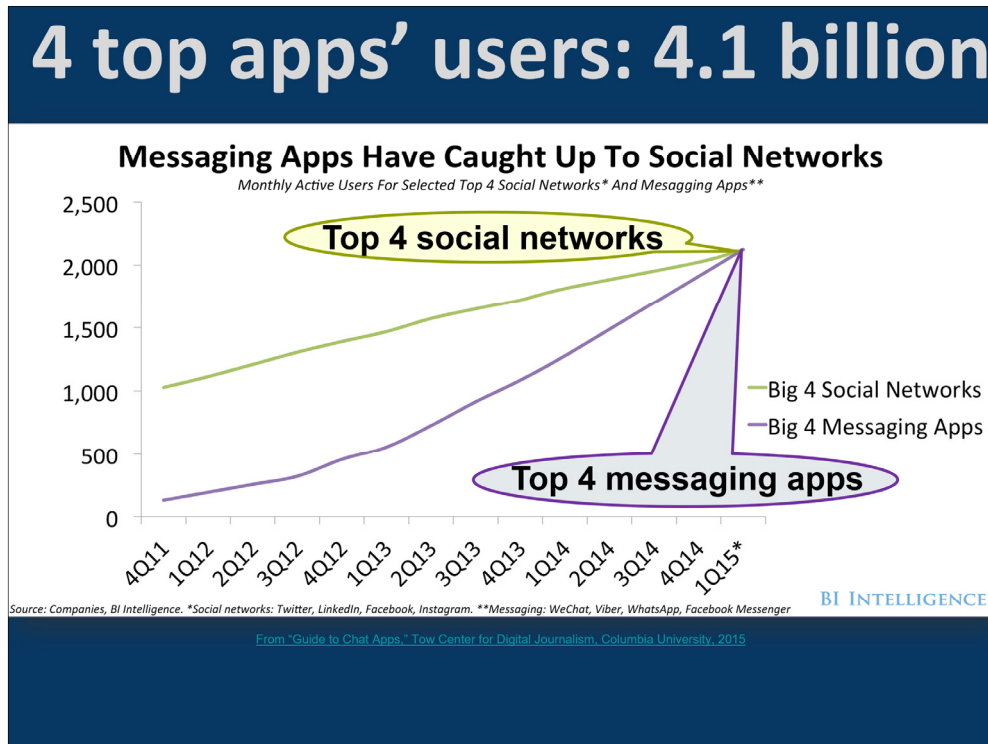 4 top apps’ users: 4.1 billion
Messaging Apps Have Caught Up To Social Networks
Monthly Active Users For Selected Top 4 Social Networks* And Mesagging Apps**
2,500
2,000
1,500
1,000
500
0
Top 4 social networks
Big 4 Social Networks
Big 4 Messaging Apps
Top 4 messaging apps
4Q11
1Q12
2Q12
3Q12
4Q12
1Q13
2Q13
3Q13
4Q13
1Q14
2Q14
3Q14
4Q14
1Q15*
Source: Companies, BI Intelligence. *Social networks: Twitter, LinkedIn, Facebook, Instagram. **Messaging: WeChat, Viber, WhatsApp, Facebook Messenger
BI INTELLIGENCE
From “Guide to Chat Apps,” Tow Center for Digital Journalism, Columbia University, 2015